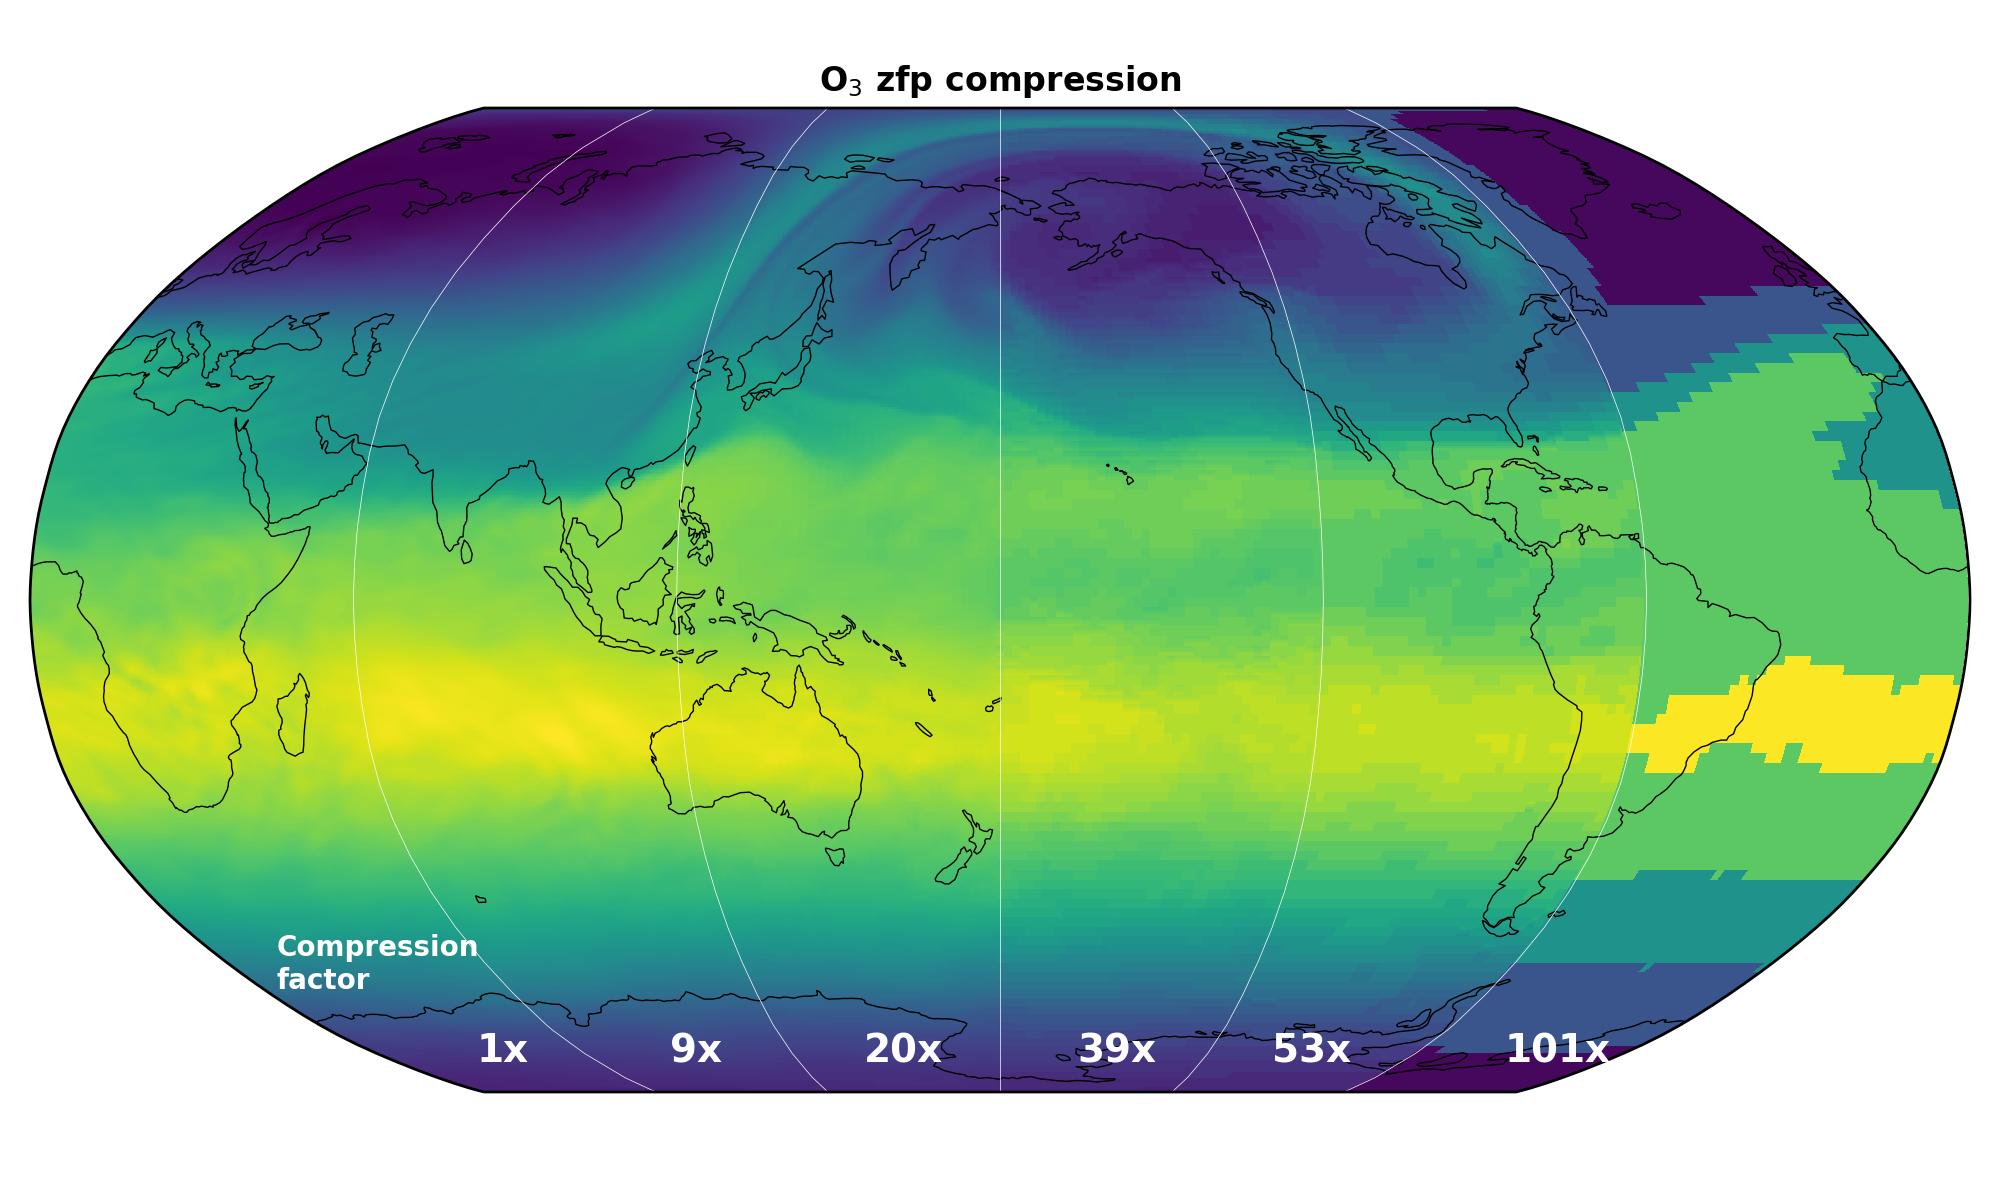 O₃ zfp compression
Compression
factor
1x 9x 20x 39x 53x 101x